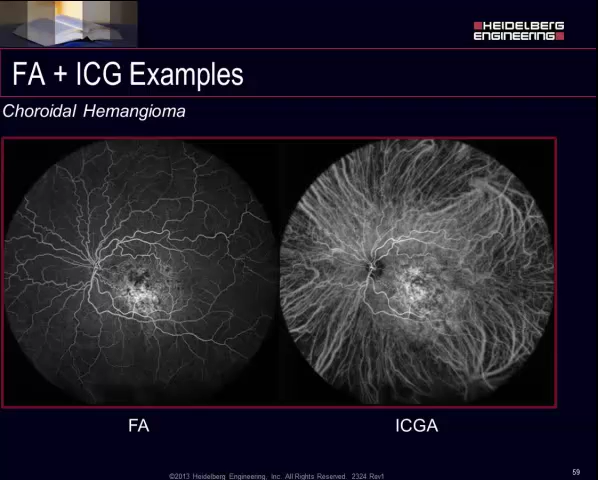 HEIDELBERG
ENGINEERING
FA + ICG Examples
Choroidal Hemangioma
FA
ICGA
©2013 Heidelberg Engineering, Inc. All Rights Reserved. 2324 Rev1
59